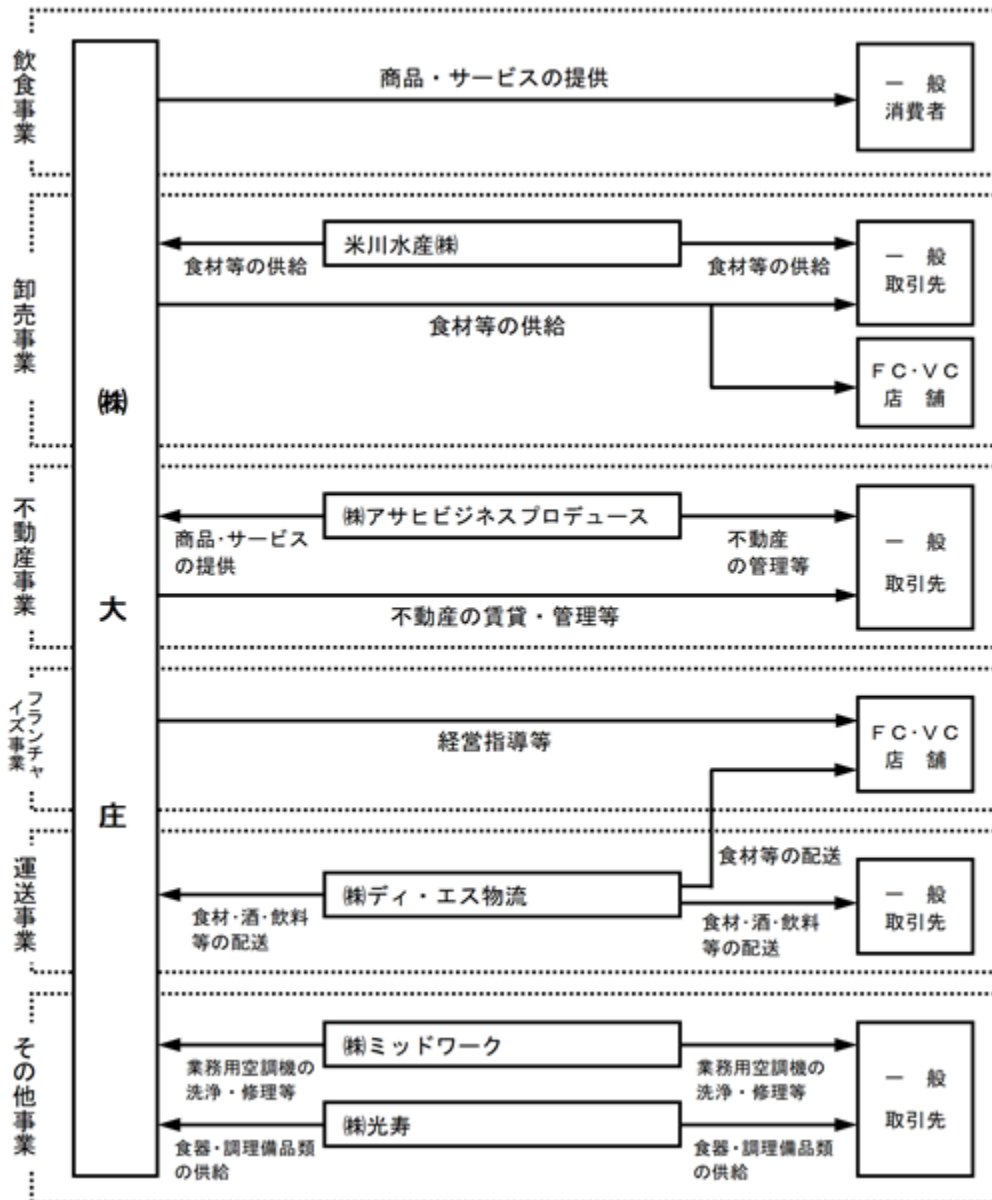 飲食事業
商品・サービスの提供
一般
消費者
卸売事業
米川水産㈱
食材等の供給
食材等の供給
一般
取引先
食材等の供給
FC・VC
店舗
㈱大庄
不動産事業
㈱アサヒビジネスプロデュース
商品・サービス
の提供
不動産
の管理等
一般
取引先
不動産の賃貸・管理等
フランチャ
イズ事業
経営指導等
FC・VC
店舗
運送事業
食材等の配送
㈱ディ・エス物流
食材・酒・飲料
等の配送
食材・酒・飲料
等の配送
一般
取引先
その他事業
㈱ミッドワーク
業務用空調機の
洗浄・修理等
業務用空調機の
洗浄・修理等
一般
取引先
㈱光寿
食器・調理備品類
の供給
食器・調理備品類
の供給